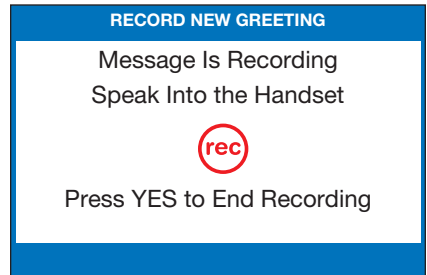 RECORD NEW GREETING
Message Is Recording
Speak Into the Handset
rec
Press YES to End Recording